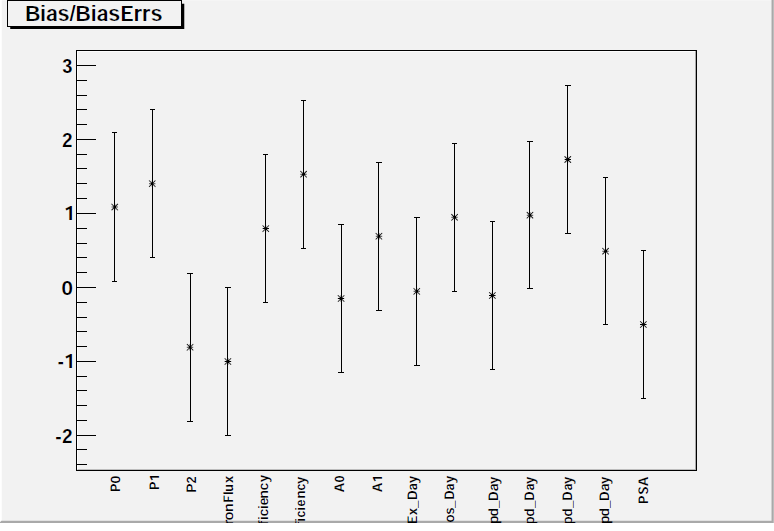 Bias/BiasErrs
3
2
1
0
-1
-2
P0
P1
P2
ronFlux
ficiency
ficiency
A0
A1
Ex_Day
os_Day
pd_Day
pd_Day
pd_Day
pd_Day
PSA